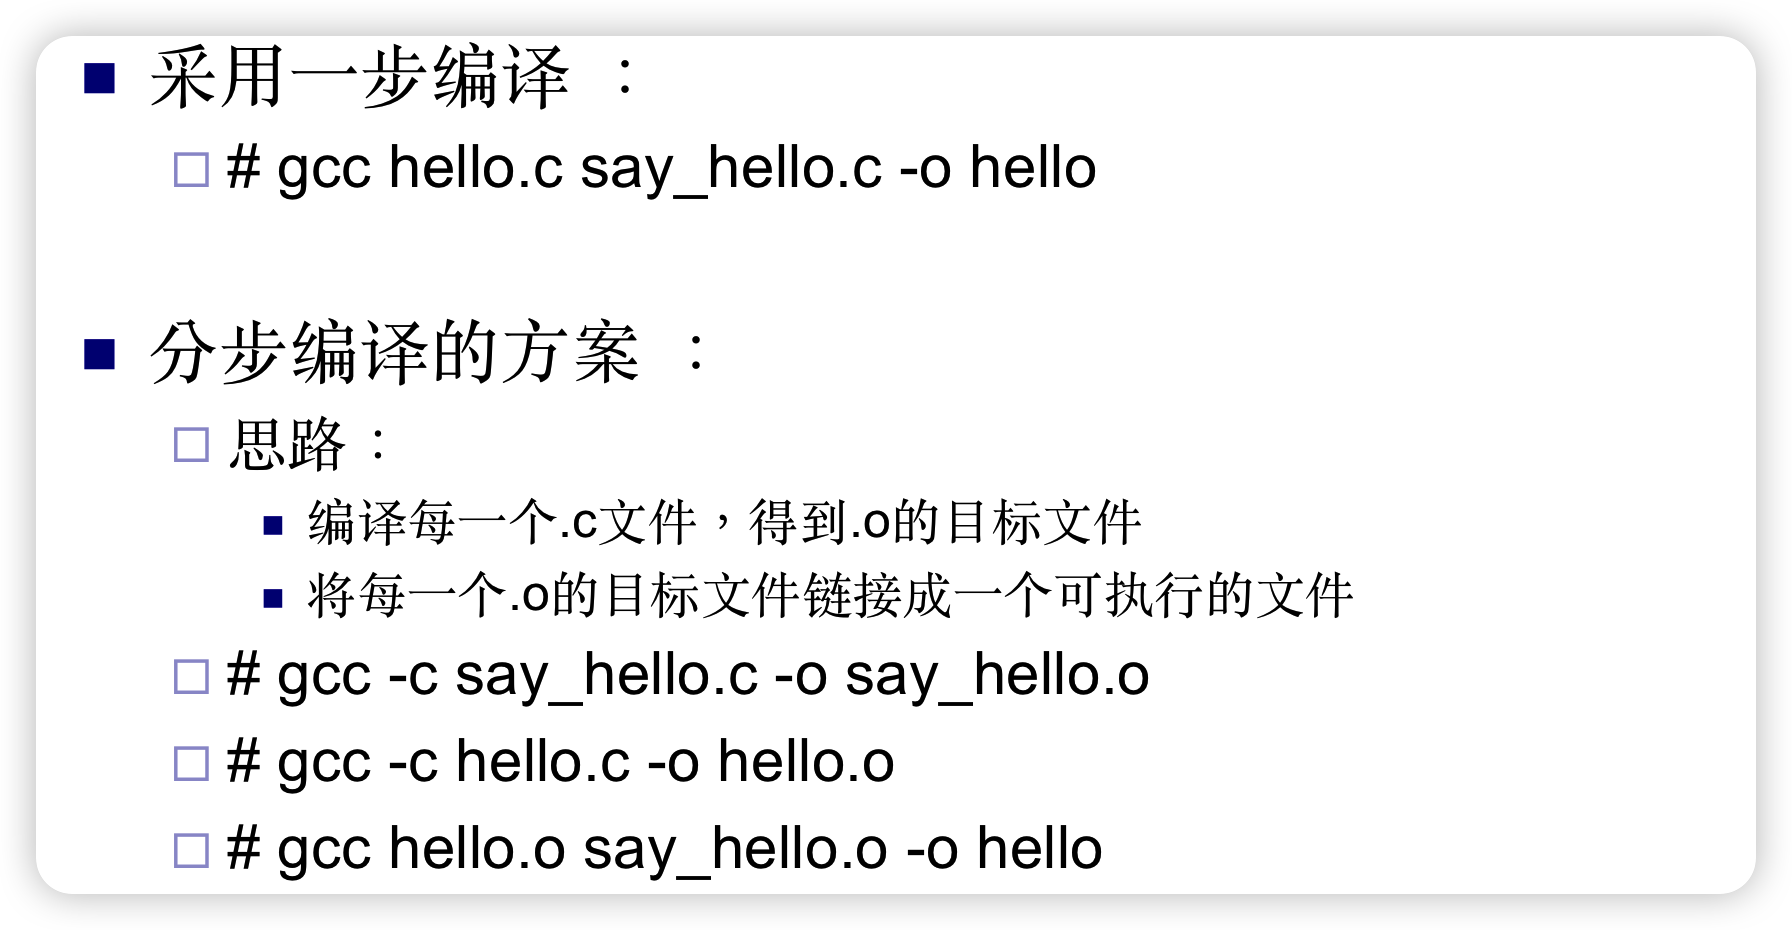 采用一步编译 ：
# gcc hello.c say_hello.c -o hello
分步编译的方案 ：
思路：
编译每一个.c文件，得到.o的目标文件
将每一个.o的目标文件链接成一个可执行的文件
# gcc -c say_hello.c -o say_hello.o
# gcc -c hello.c -o hello.o
# gcc hello.o say_hello.o -o hello